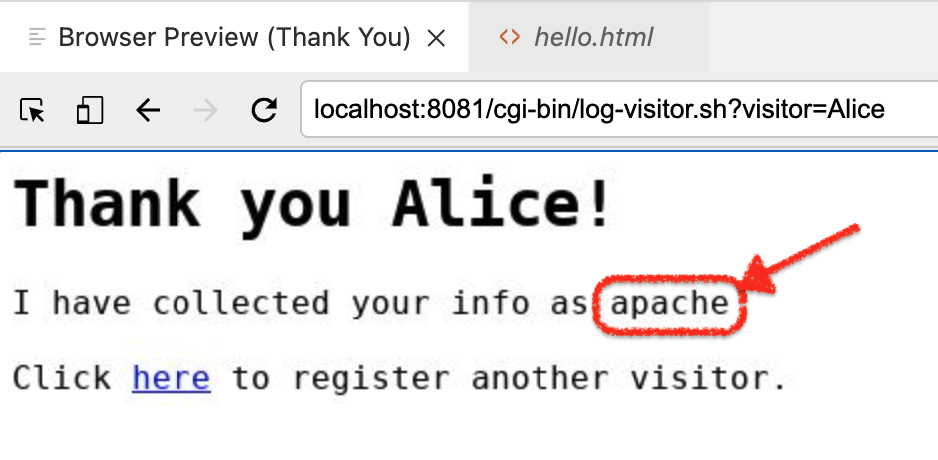 Browser Preview (Thank You)
hello.html
localhost:8081/cgi-bin/log-visitor.sh?visitor=Alice
Thank you Alice!
I have collected your info as apache
Click here to register another visitor.